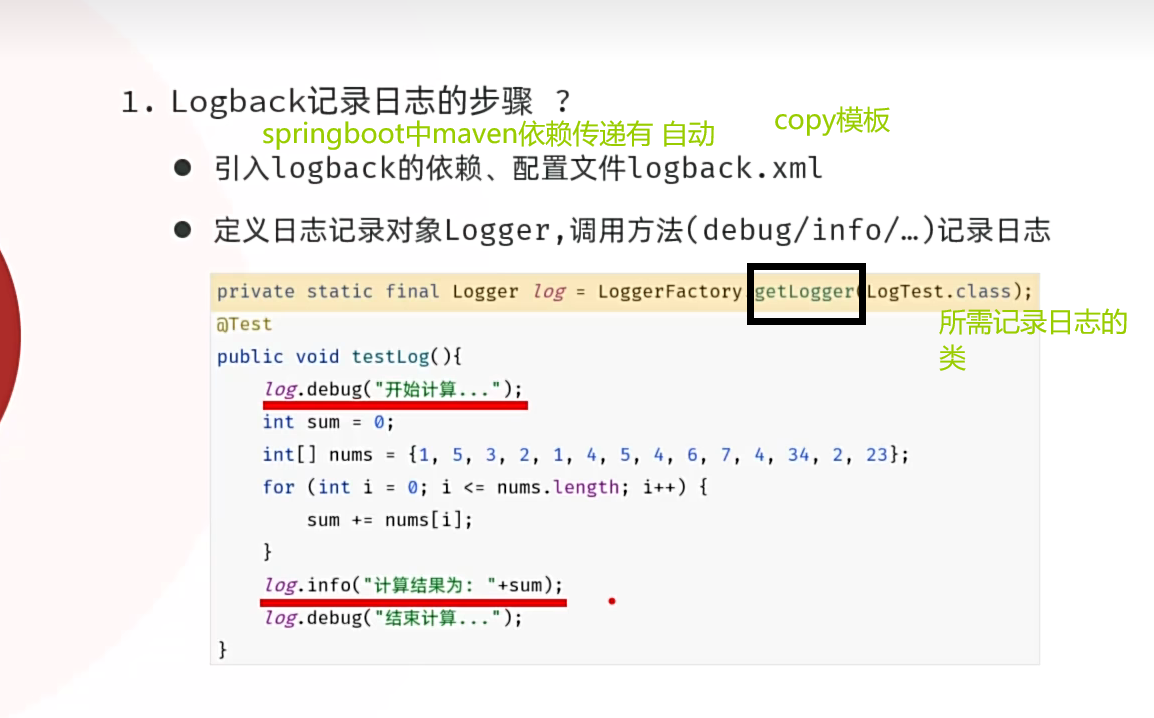 1. Logback记录日志的步骤 ？
springboot中maven依赖传递有 自动
copy模板
● 引入logback的依赖、配置文件logback.xml
● 定义日志记录对象Logger,调用方法(debug/info/…)记录日志
private static final Logger log = LoggerFactory getLogger(LogTest.class);
所需记录日志的
类
@Test
public void testLog(){
log.debug("开始计算...");
int sum = 0;
int[] nums = {1, 5, 3, 2, 1, 4, 5, 4, 6, 7, 4, 34, 2, 23};
for (int i = 0; i <= nums.length; i++) {
sum += nums[i];
}
log.info("计算结果为: "+sum);
log.debug("结束计算...");
}